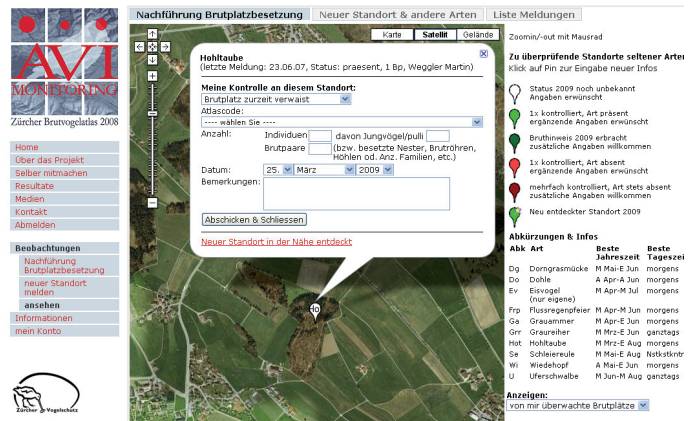 AVI
MONITORING
Zürcher Brutvogelatlas 2008
Home
Über das Projekt
Selber mitmachen
Resultate
Medien
Kontakt
Abmelden
Beobachtungen
Nachführung
Brutplatzbesetzung
neuer Standort
melden
ansehen
Informationen
mein Konto
Zürcher Vogelschutz
Nachführung Brutplatzbesetzung
Neuer Standort & andere Arten
Liste Meldungen
Karte
Satellit
Gelände
Hohltaube
(letzte Meldung: 23.06.07, Status: praesent, 1 Bp, Weggler Martin)
Meine Kontrolle an diesem Standort:
Brutplatz zurzeit verwaist
Atlascode:
---- wählen Sie ----
Anzahl: Individuen davon Jungvögel/pulli
Brutpaare (bzw. besetzte Nester, Brutröhren,
Höhlen od. Anz. Familien, etc.)
Datum: 25. März 2009
Bemerkungen:
Abschicken & Schliessen
Neuer Standort in der Nähe entdeckt
Ho
Zoomin/-out mit Mausrad
Zu überprüfende Standorte seltener Arten
Klick auf Pin zur Eingabe neuer Infos
Status 2009 noch unbekannt
Angaben erwünscht
1x kontrolliert, Art präsent
ergänzende Angaben erwünscht
Bruthinweis 2009 erbracht
zusätzliche Angaben willkommen
1x kontrolliert, Art absent
ergänzende Angaben erwünscht
mehrfach kontrolliert, Art stets absent
zusätzliche Angaben willkommen
Neu entdeckter Standort 2009
Abkürzungen & Infos
Abk Art Beste Jahreszeit Beste Tageszei
Dg Dorngrasmücke M Mai-E Jun morgens
Do Dohle A Apr-A Jun morgens
Ev Eisvogel M Apr-M Jul morgens
(nur eigene)
Frp Flussregenpfeier M Apr-M Jun morgens
Ga Grauammer M Apr-E Jun morgens
Grr Graureiher M Mrz-E Jun ganztags
Hot Hohltaube M Mrz-E Aug morgens
Se Schleiereule M Mai-E Aug Nstkstkntr
Wi Wiedehopf A Mai-E Jun morgens
U Uferschwalbe M Jun-M Aug ganztags
Anzeigen:
von mir überwachte Brutplätze